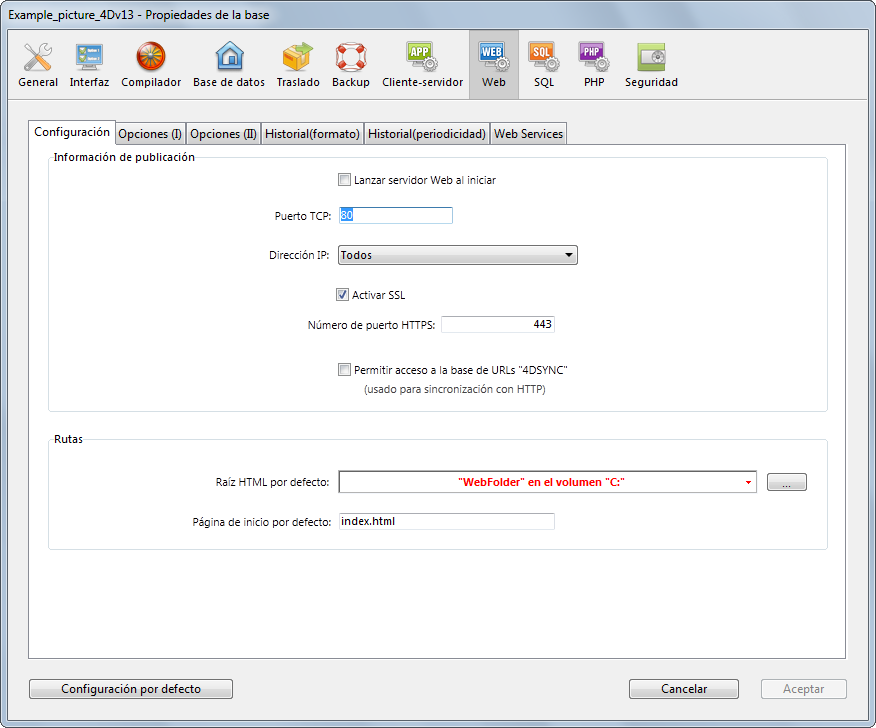 Example_picture_4Dv13 - Propiedades de la base
APP WEB SQL PHP
General Interfaz Compilador Base de datos Traslado Backup Cliente-servidor Web SQL PHP Seguridad
Configuración Opciones (I) Opciones (II) Historial(formato) Historial(periodicidad) Web Services
Información de publicación
Lanzar servidor Web al iniciar
Puerto TCP: 80
Dirección IP: Todos
Activar SSL
Número de puerto HTTPS: 443
Permitir acceso a la base de URLs "4DSYNC"
(usado para sincronización con HTTP)
Rutas
Raíz HTML por defecto: "WebFolder" en el volumen "C:" ...
Página de inicio por defecto: index.html
Configuración por defecto Cancelar Aceptar